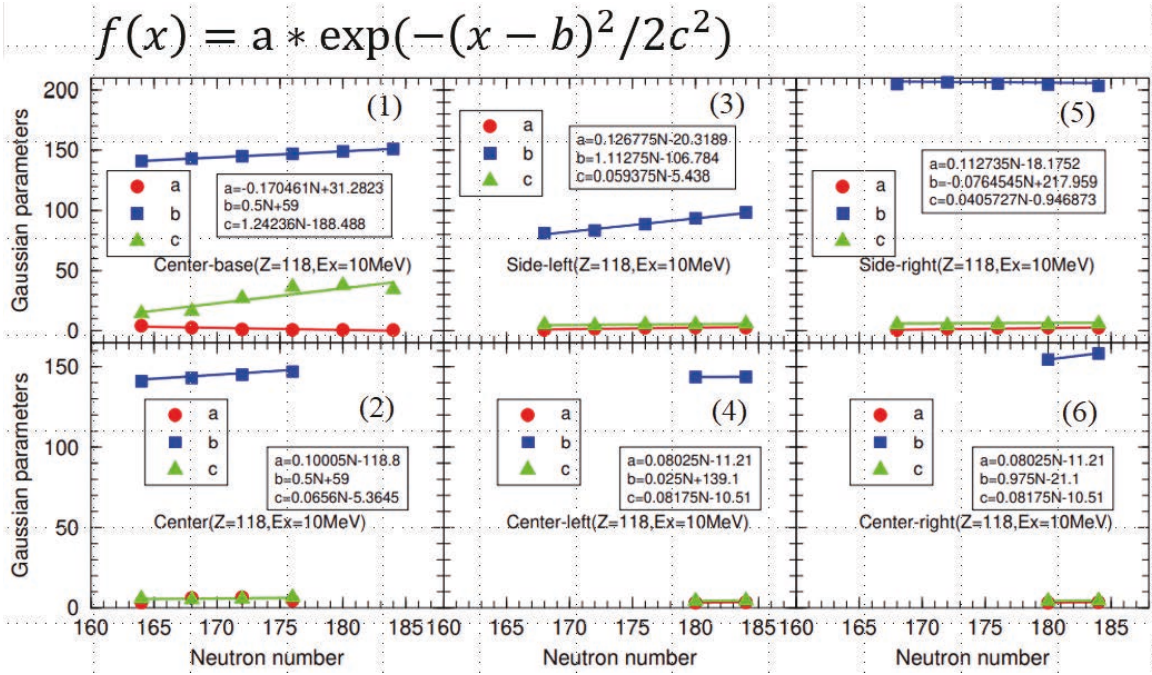 f(x) = a ∗ exp(−(x − b)²/2c²)
Gaussian parameters
200
150
100
50
0
(1)
a
b
c
a=-0.170461N+31.2823
b=0.5N+59
c=1.24236N-188.488
Center-base(Z=118,Ex=10MeV)
(3)
a
b
c
a=0.126775N-20.3189
b=1.11275N-106.784
c=0.059375N-5.438
Side-left(Z=118,Ex=10MeV)
(5)
a
b
c
a=0.112735N-18.1752
b=-0.0764545N+217.959
c=0.0405727N-0.946873
Side-right(Z=118,Ex=10MeV)
Gaussian parameters
150
100
50
0
(2)
a
b
c
a=0.10005N-118.8
b=0.5N+59
c=0.0656N-5.3645
Center(Z=118,Ex=10MeV)
(4)
a
b
c
a=0.08025N-11.21
b=0.025N+139.1
c=0.08175N-10.51
Center-left(Z=118,Ex=10MeV)
(6)
a
b
c
a=0.08025N-11.21
b=0.975N-21.1
c=0.08175N-10.51
Center-right(Z=118,Ex=10MeV)
160 165 170 175 180 185 160 165 170 175 180 185 160 165 170 175 180 185
Neutron number Neutron number Neutron number